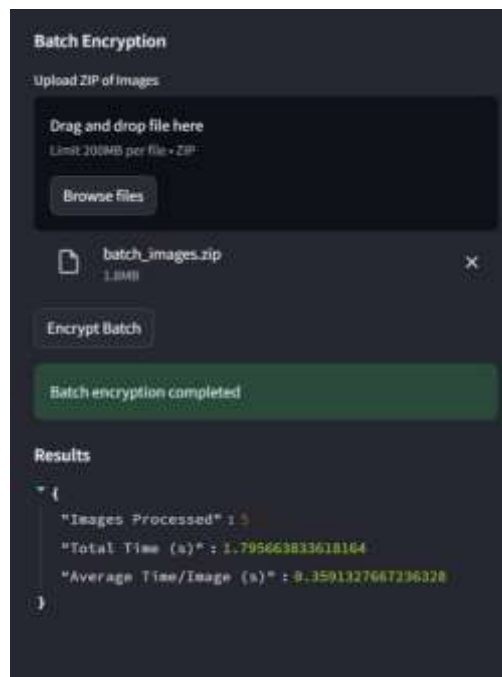 Batch Encryption
Upload ZIP of Images
Drag and drop file here
Limit 200MB per file • ZIP
Browse files
batch_images.zip
1.8MB
Encrypt Batch
Batch encryption completed
Results
{
"Images Processed" : 5
"Total Time (s)" : 1.795663833618164
"Average Time/Image (s)" : 0.3591327667236328
}